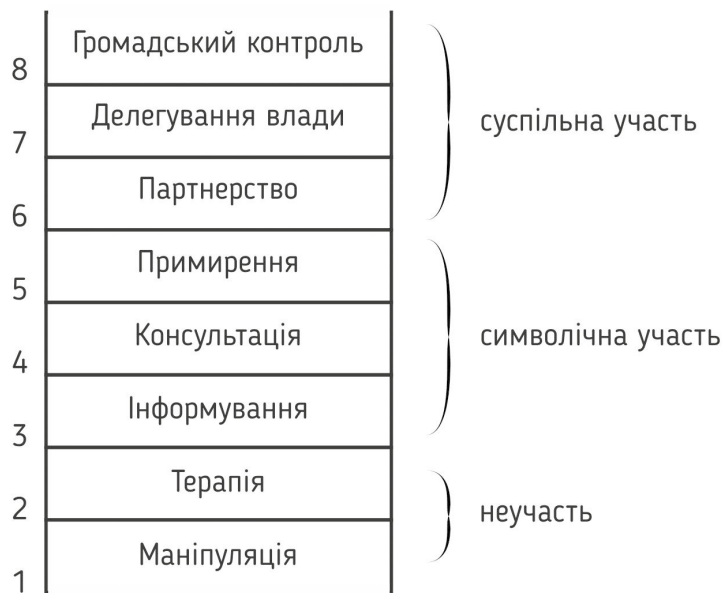 Громадський контроль
8
Делегування влади
суспільна участь
7
Партнерство
6
Примирення
5
Консультація
символічна участь
4
Інформування
3
Терапія
2
неучасть
Маніпуляція
1